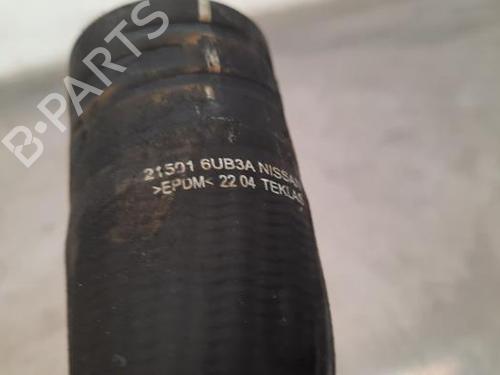 B-PARTS
21501 6UB3A NISSAN
>EPDM< 22 04 TEKLAS